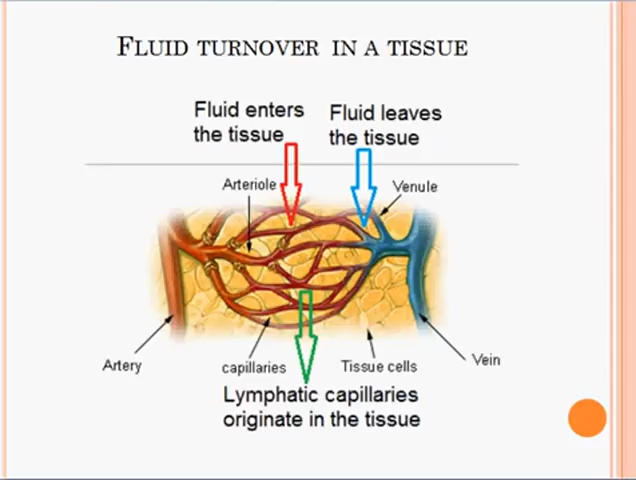 FLUID TURNOVER IN A TISSUE
Fluid enters
the tissue
Fluid leaves
the tissue
Arteriole
Venule
Artery
capillaries
Tissue cells
Vein
Lymphatic capillaries
originate in the tissue